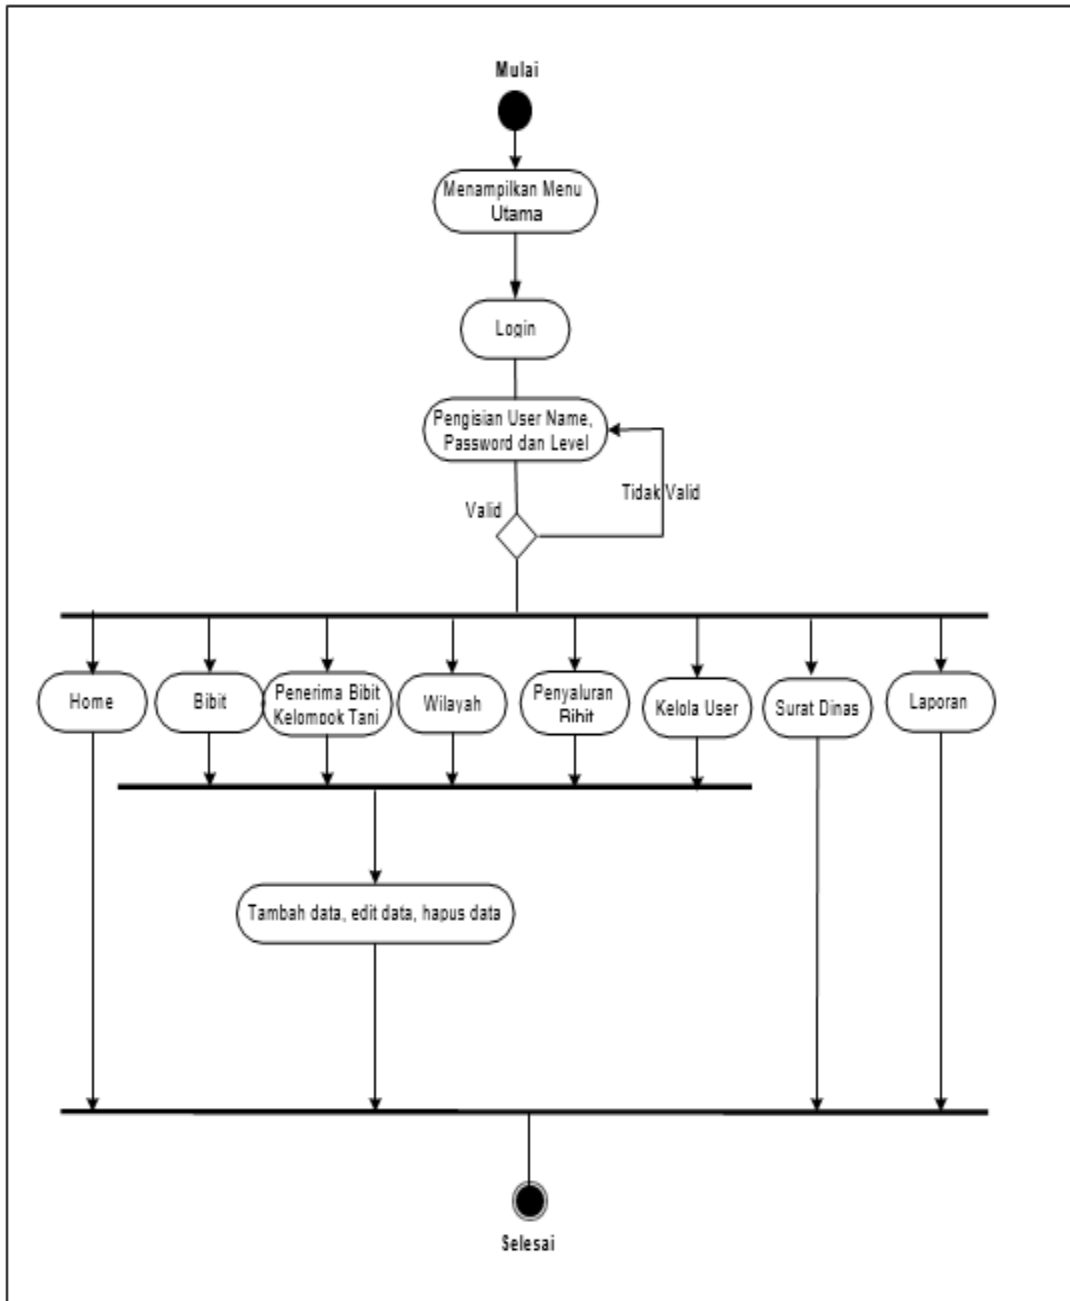 Mulai
Menampilkan Menu
Utama
Login
Pengisian User Name,
Password dan Level
Valid
Tidak Valid
Home
Bibit
Penerima Bibit
Kelompok Tani
Wilayah
Penyaluran
Bibit
Kelola User
Surat Dinas
Laporan
Tambah data, edit data, hapus data
Selesai